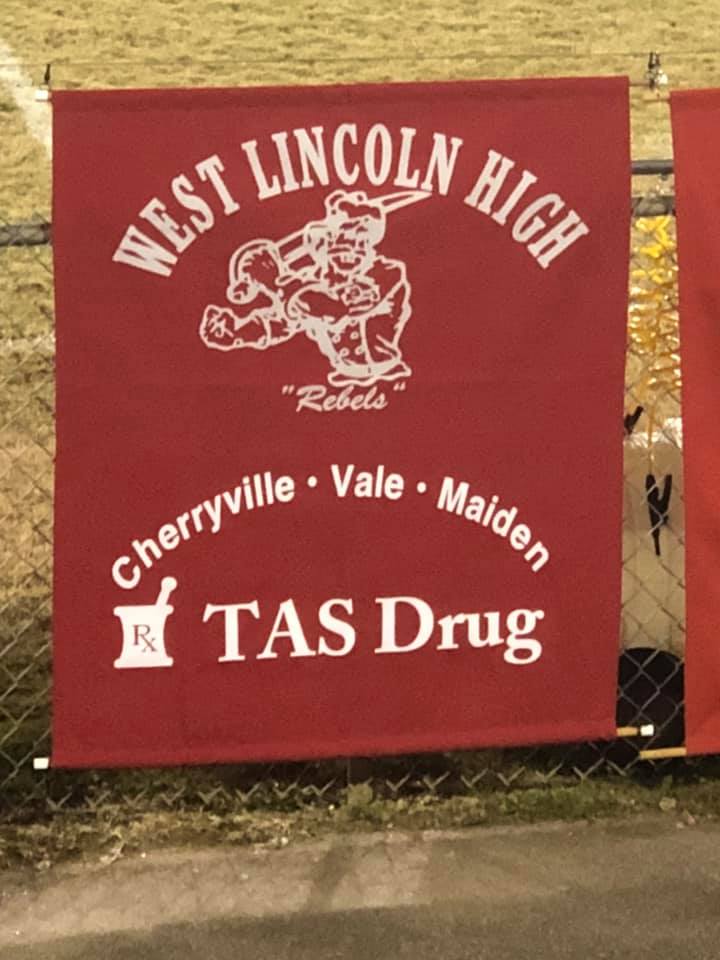 WEST LINCOLN HIGH
"Rebels"
Cherryville • Vale • Maiden
Rx TAS Drug